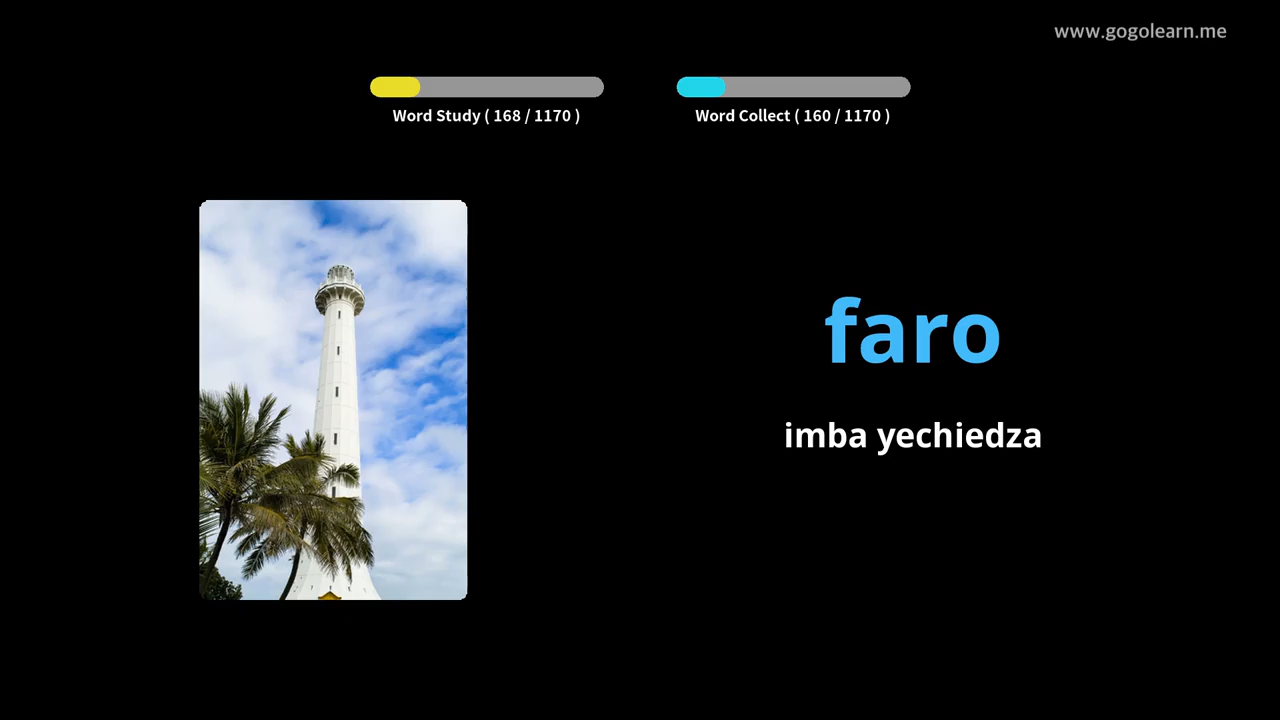 www.gogolearn.me
Word Study ( 168 / 1170 )
Word Collect ( 160 / 1170 )
faro
imba yechiedza